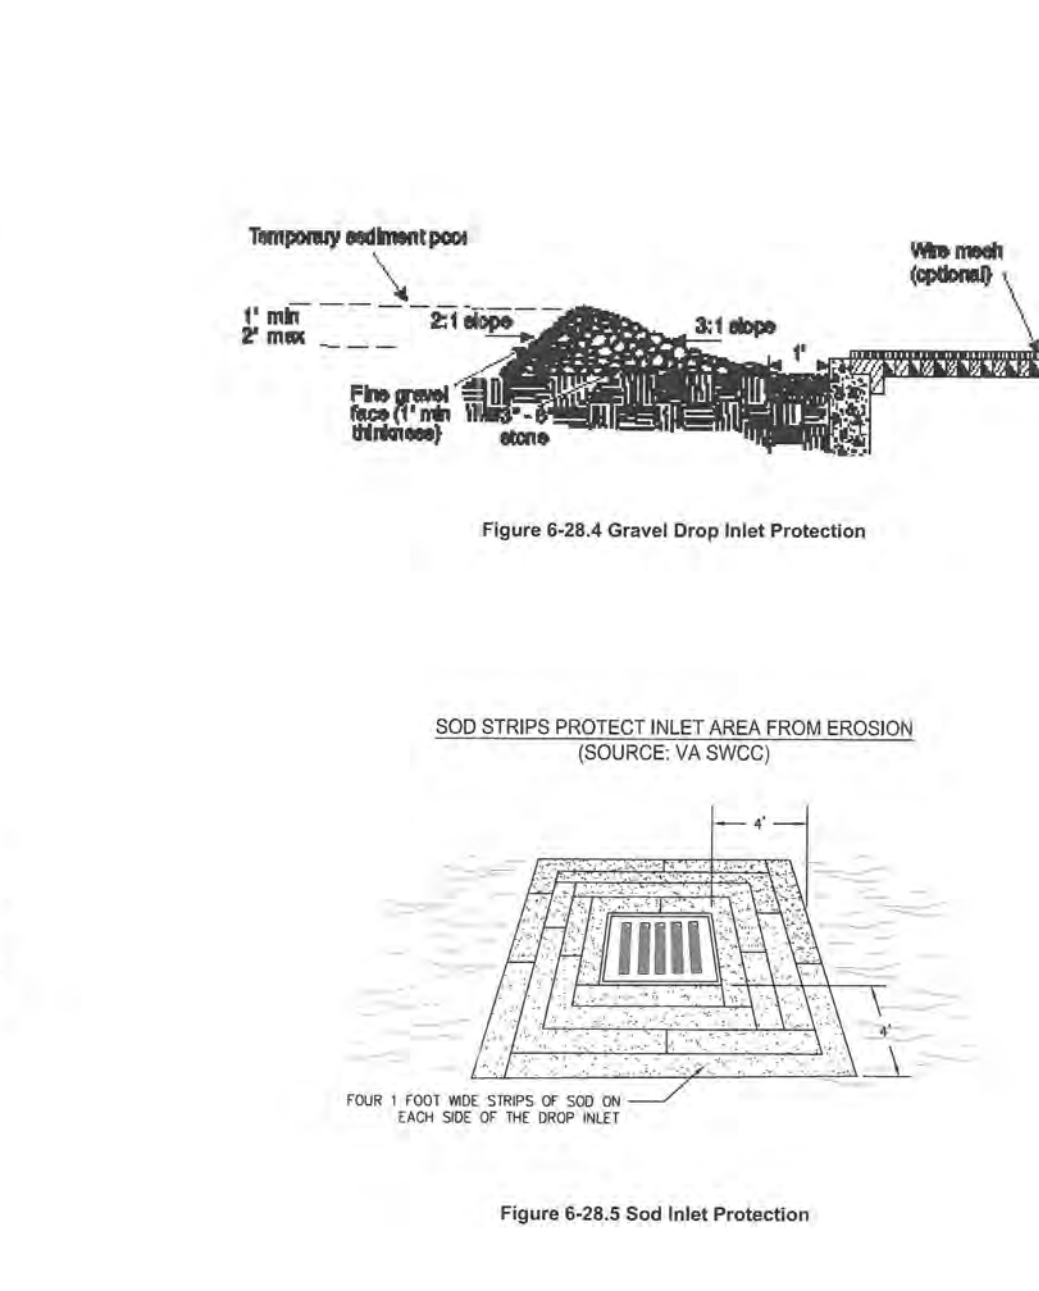 Temporary sediment pool
Wire mesh
(optional)
1' min
2' max
2:1 slope
3:1 slope
1'
Fine gravel
face (1' min
thinkness)
3" - 6"
stone
Figure 6-28.4 Gravel Drop Inlet Protection
SOD STRIPS PROTECT INLET AREA FROM EROSION
(SOURCE: VA SWCC)
4'
4'
FOUR 1 FOOT WIDE STRIPS OF SOD ON
EACH SIDE OF THE DROP INLET
Figure 6-28.5 Sod Inlet Protection